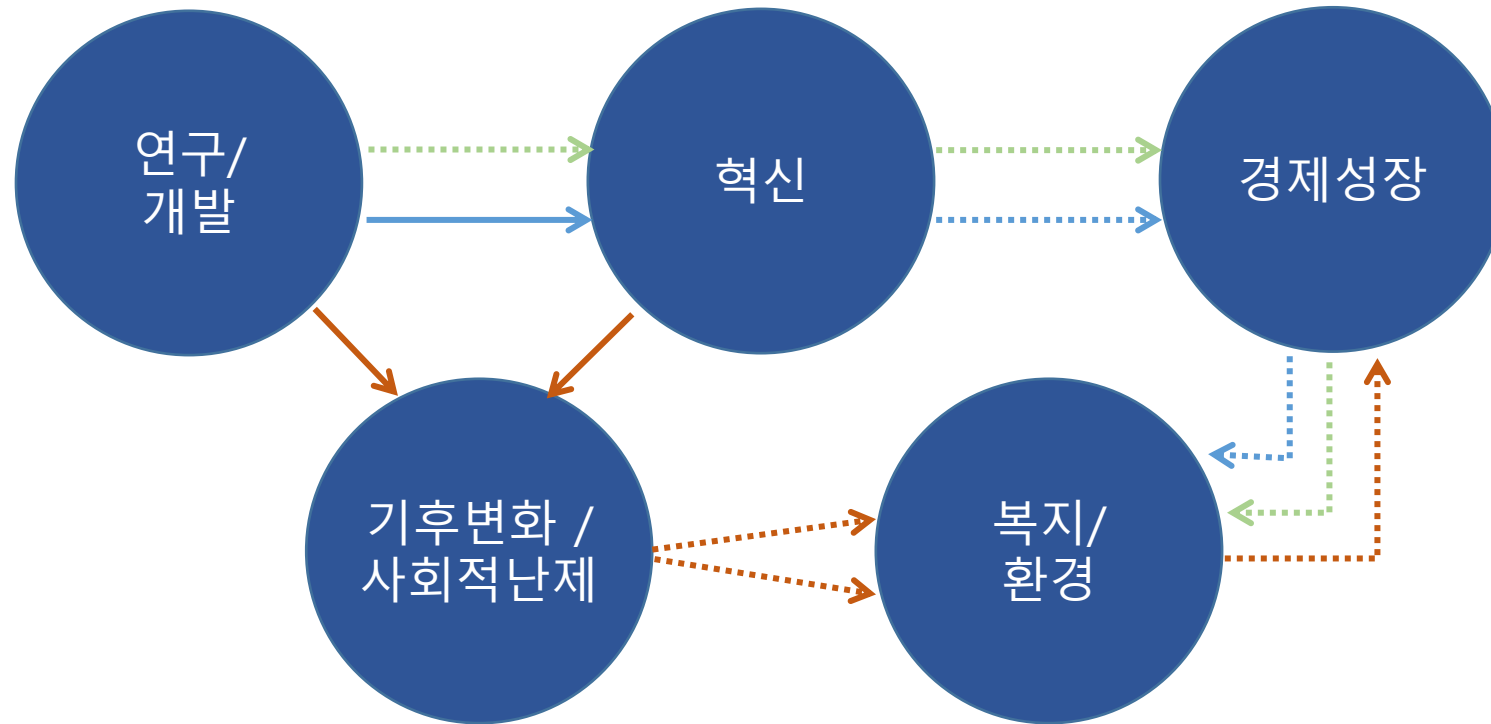 연구/
개발
혁신
경제성장
기후변화 /
사회적난제
복지/
환경